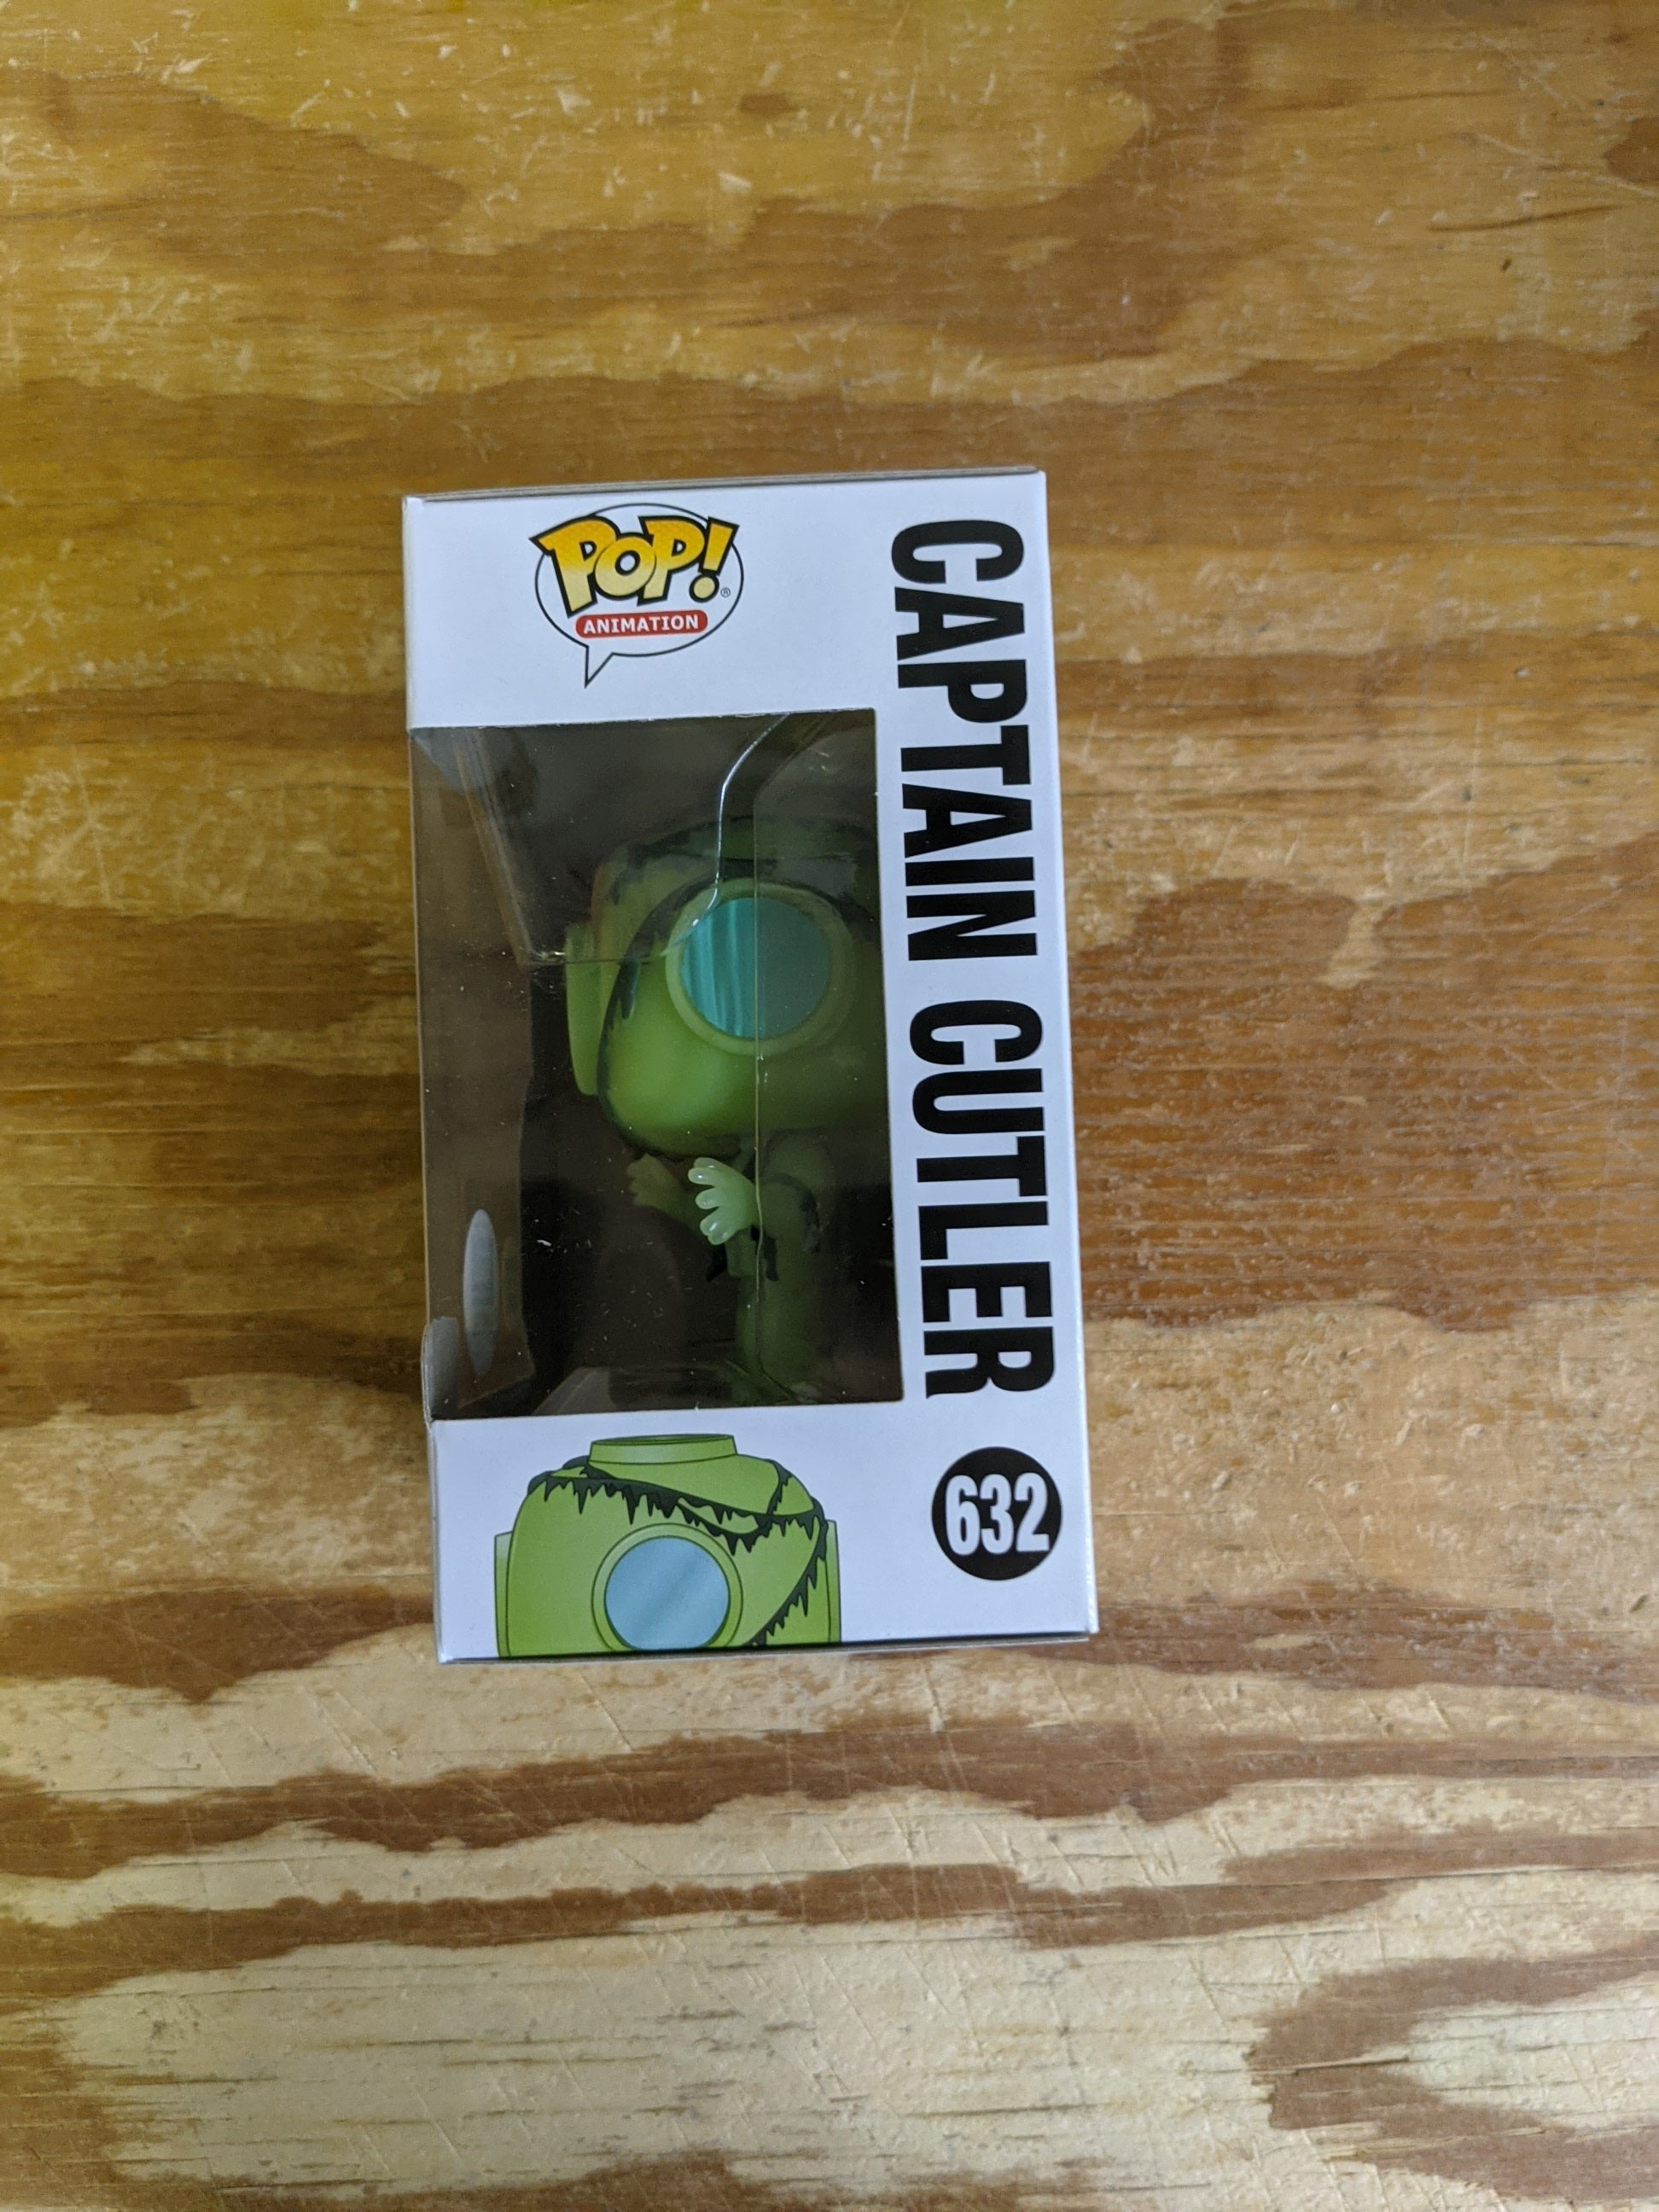 POP!®
ANIMATION
CAPTAIN CUTLER
632